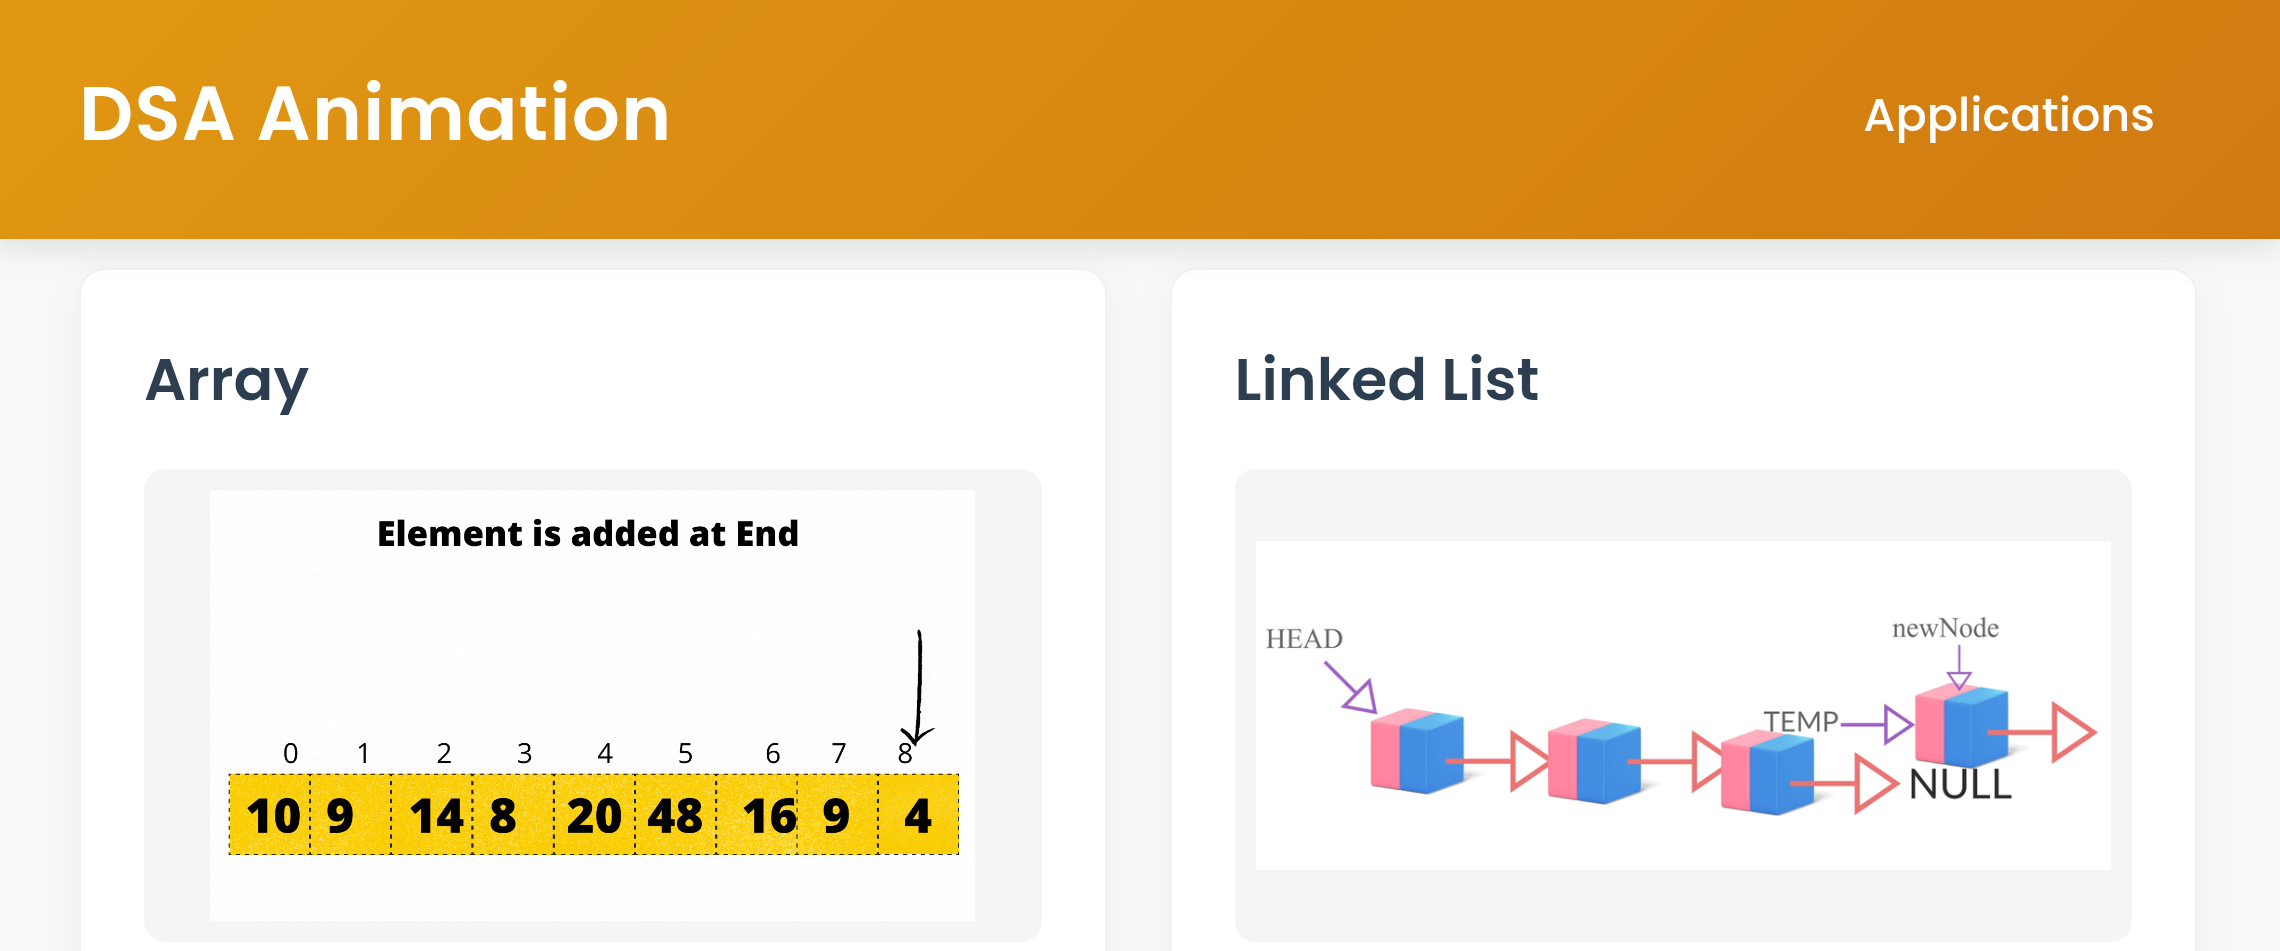 DSA Animation
Applications
Array
Element is added at End
0 1 2 3 4 5 6 7 8
10 9 14 8 20 48 16 9 4
Linked List
HEAD
newNode
TEMP
NULL